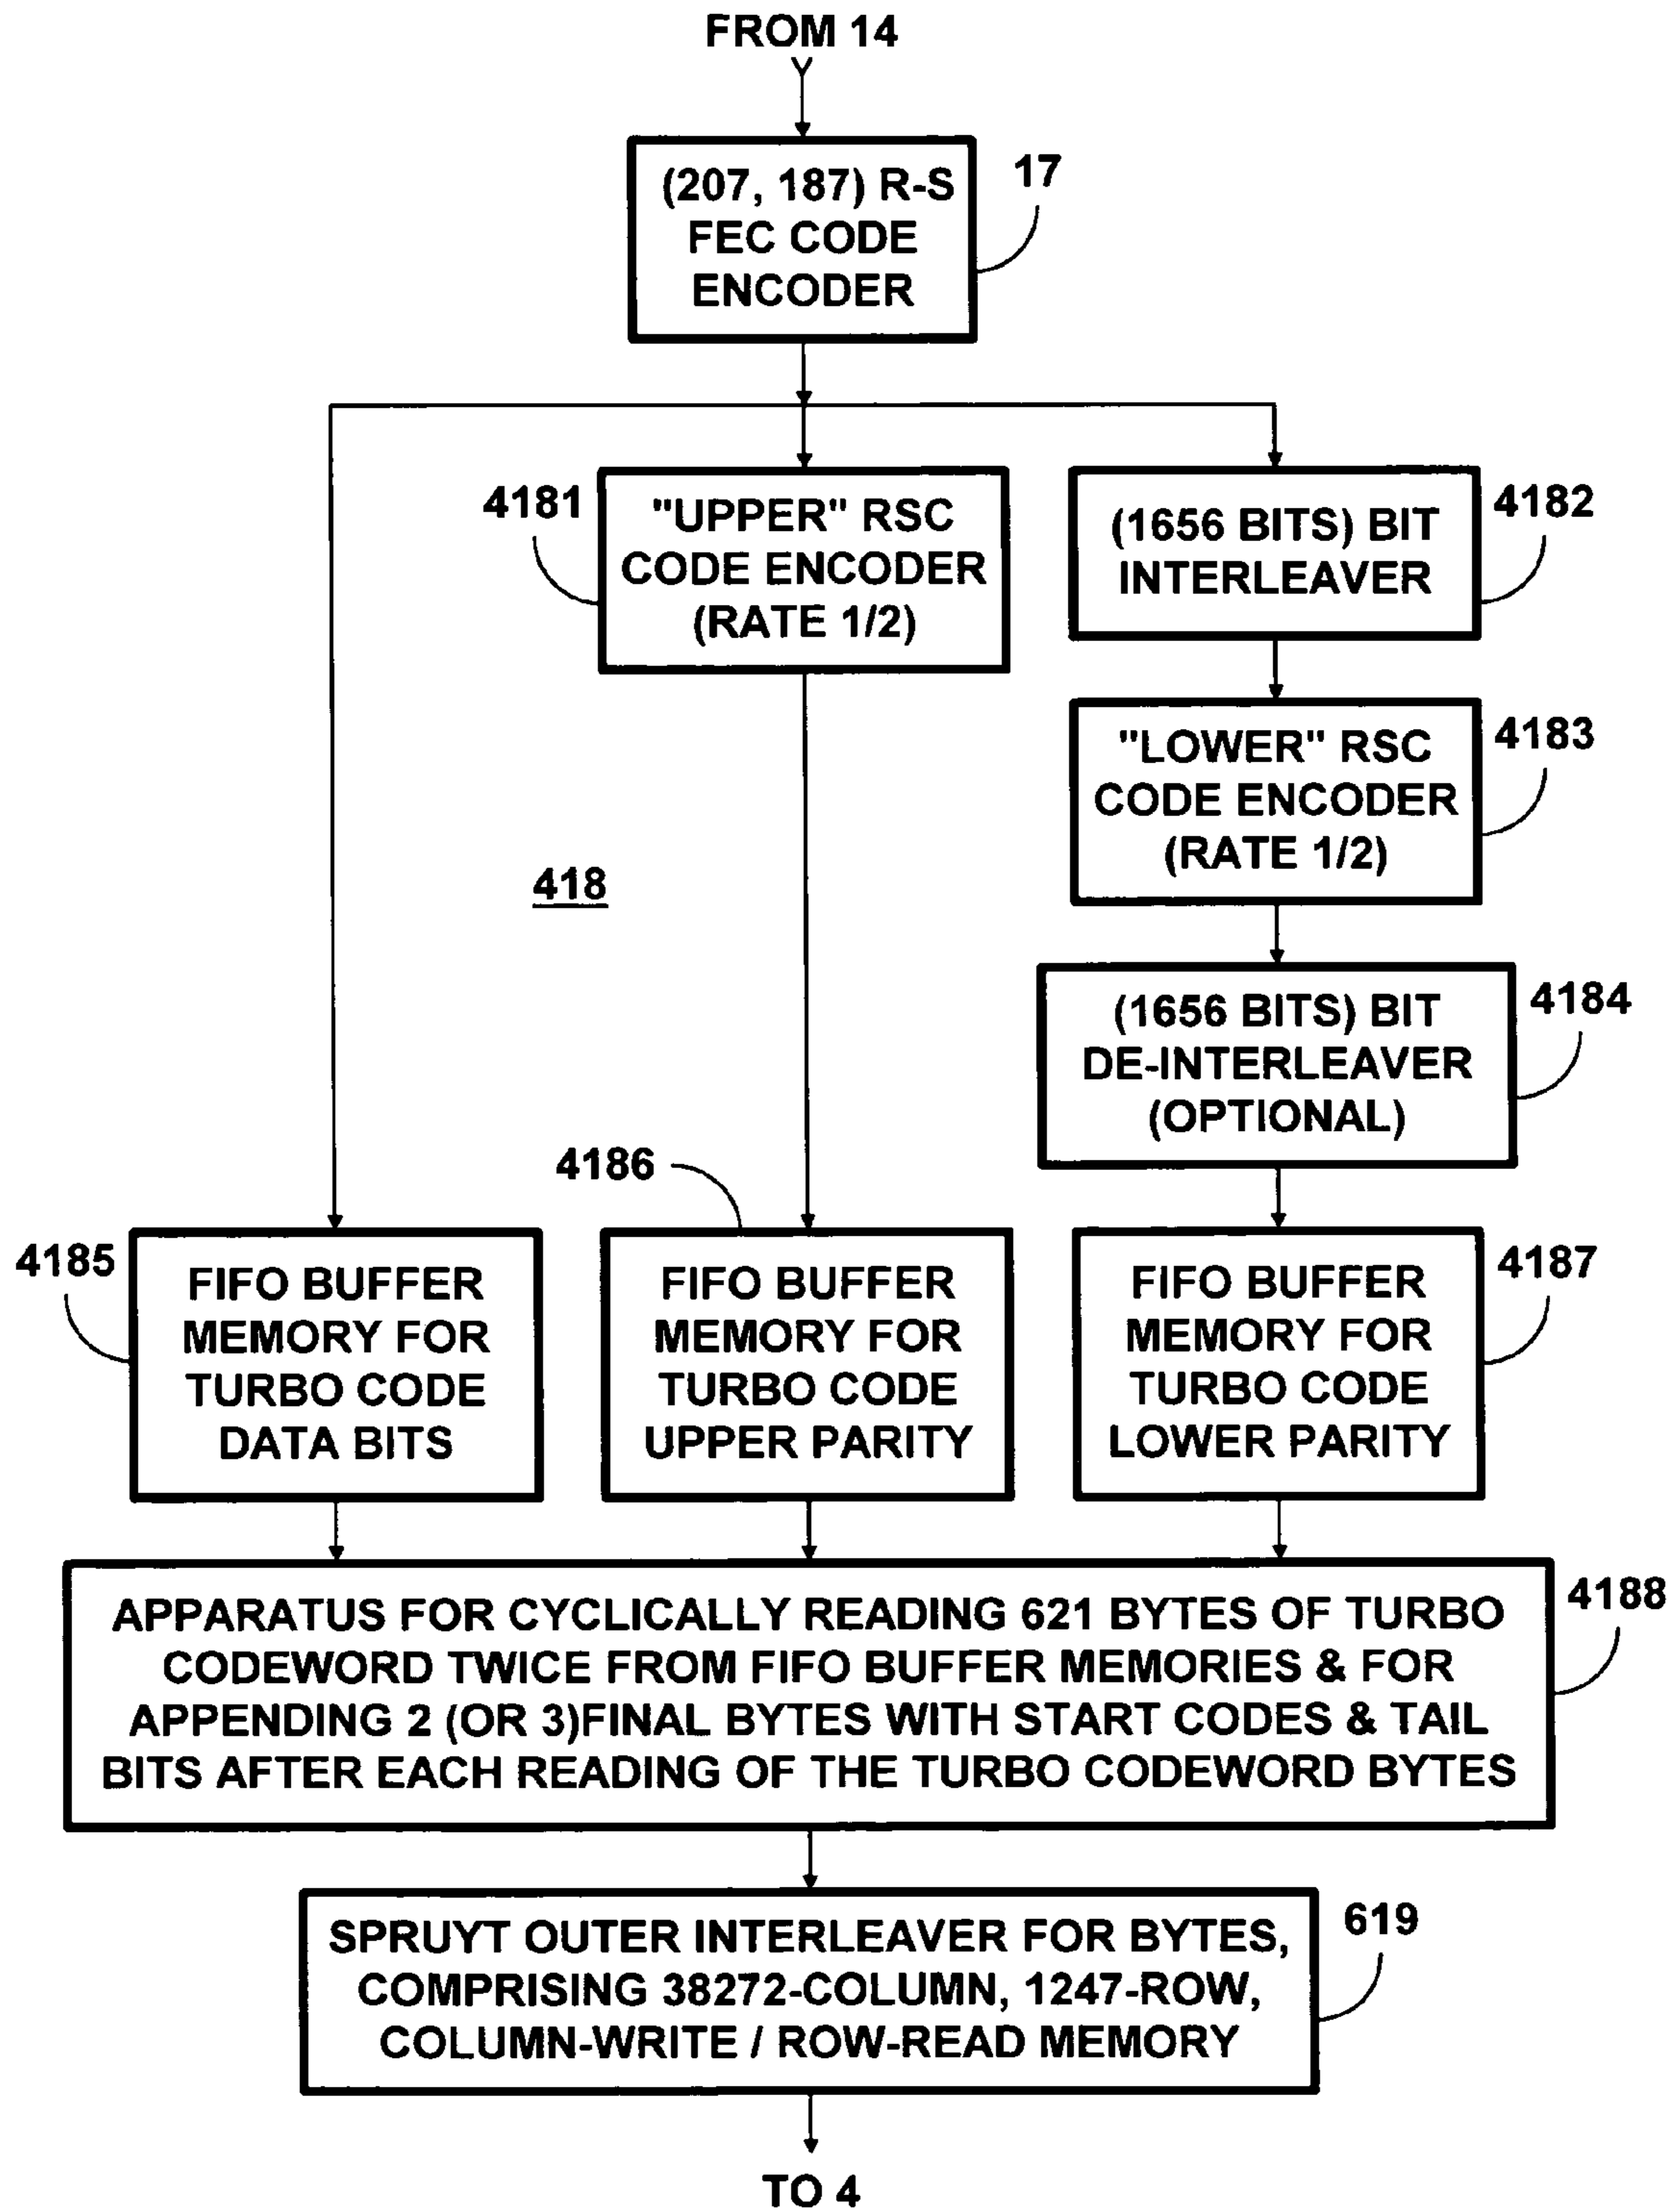 FROM 14
(207, 187) R-S
FEC CODE
ENCODER
17
4181
"UPPER" RSC
CODE ENCODER
(RATE 1/2)
(1656 BITS) BIT
INTERLEAVER
4182
"LOWER" RSC
CODE ENCODER
(RATE 1/2)
4183
418
(1656 BITS) BIT
DE-INTERLEAVER
(OPTIONAL)
4184
4185
FIFO BUFFER
MEMORY FOR
TURBO CODE
DATA BITS
4186
FIFO BUFFER
MEMORY FOR
TURBO CODE
UPPER PARITY
FIFO BUFFER
MEMORY FOR
TURBO CODE
LOWER PARITY
4187
APPARATUS FOR CYCLICALLY READING 621 BYTES OF TURBO
CODEWORD TWICE FROM FIFO BUFFER MEMORIES & FOR
APPENDING 2 (OR 3)FINAL BYTES WITH START CODES & TAIL
BITS AFTER EACH READING OF THE TURBO CODEWORD BYTES
4188
SPRUYT OUTER INTERLEAVER FOR BYTES,
COMPRISING 38272-COLUMN, 1247-ROW,
COLUMN-WRITE / ROW-READ MEMORY
619
TO 4